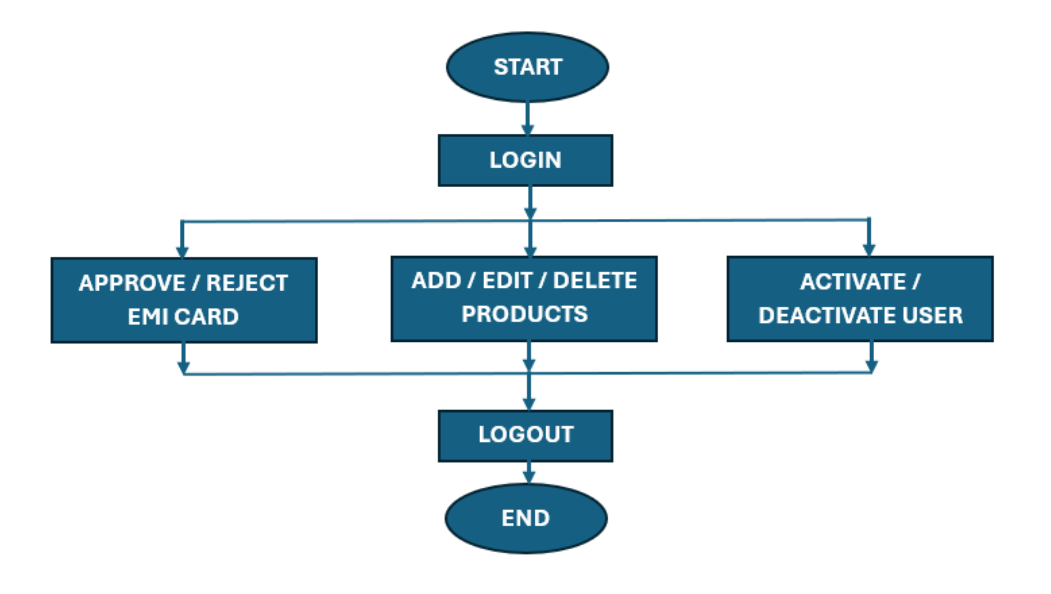 START
LOGIN
APPROVE / REJECT
EMI CARD
ADD / EDIT / DELETE
PRODUCTS
ACTIVATE /
DEACTIVATE USER
LOGOUT
END